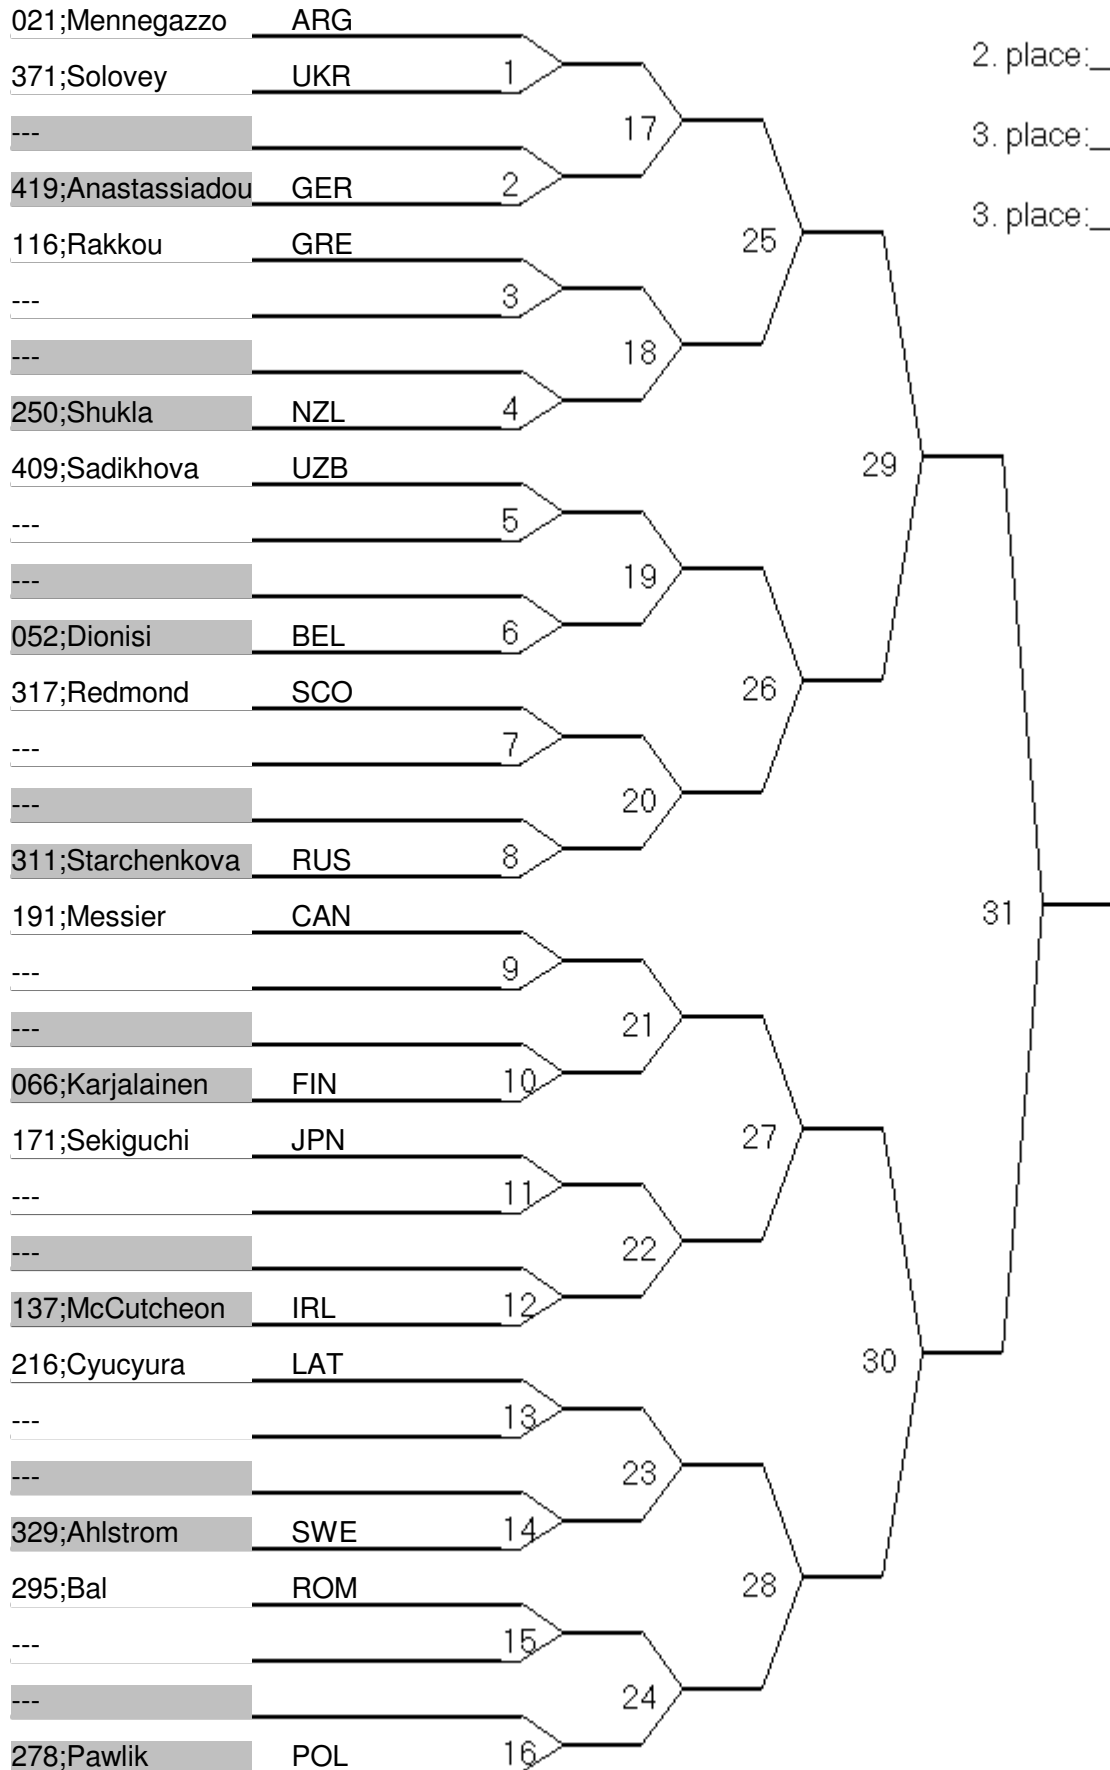 021;Mennegazzo ARG
2. place:_
371;Solovey UKR 1
--- 17
3. place:_
419;Anastassiadou GER 2
3. place:_
116;Rakkou GRE 25
--- 3
--- 18
250;Shukla NZL 4
409;Sadikhova UZB 29
--- 5
--- 19
052;Dionisi BEL 6
317;Redmond SCO 26
--- 7
--- 20
311;Starchenkova RUS 8
191;Messier CAN 31
--- 9
--- 21
066;Karjalainen FIN 10
171;Sekiguchi JPN 27
--- 11
--- 22
137;McCutcheon IRL 12
216;Cyucyura LAT 30
--- 13
--- 23
329;Ahlstrom SWE 14
295;Bal ROM 28
--- 15
--- 24
278;Pawlik POL 16